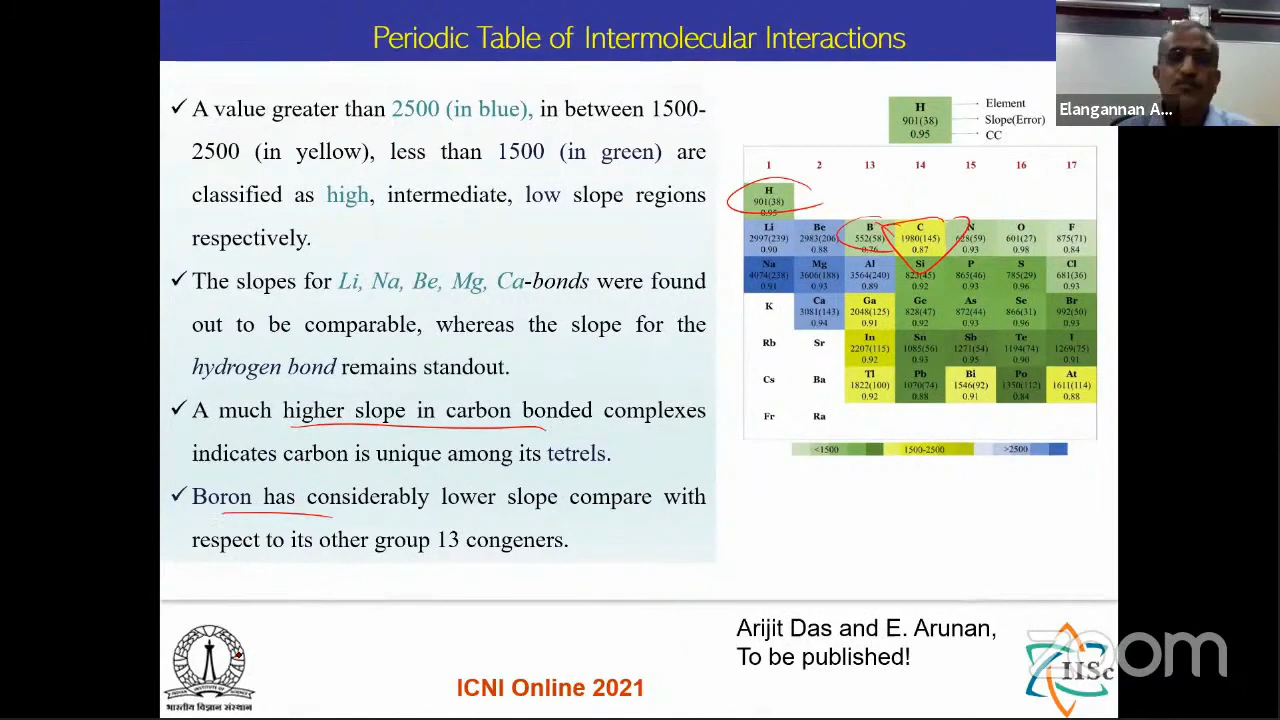 Periodic Table of Intermolecular Interactions
Elangannan A...
✓ A value greater than 2500 (in blue), in between 1500-
2500 (in yellow), less than 1500 (in green) are
classified as high, intermediate, low slope regions
respectively.
✓ The slopes for Li, Na, Be, Mg, Ca-bonds were found
out to be comparable, whereas the slope for the
hydrogen bond remains standout.
✓ A much higher slope in carbon bonded complexes
indicates carbon is unique among its tetrels.
✓ Boron has considerably lower slope compare with
respect to its other group 13 congeners.
H Element
901(38) Slope(Error)
0.95 CC
1 2 13 14 15 16 17
H
901(38)
0.95
Li Be B C N O F
2997(239) 2983(206) 552(58) 1980(145) 628(59) 601(27) 875(71)
0.90 0.88 0.76 0.87 0.93 0.98 0.84
Na Mg Al Si P S Cl
4074(238) 3606(188) 3564(240) 823(45) 865(46) 785(29) 681(36)
0.91 0.93 0.89 0.92 0.93 0.96 0.93
K Ca Ga Ge As Se Br
3081(143) 2048(125) 828(47) 872(44) 866(31) 992(50)
0.94 0.91 0.92 0.93 0.96 0.93
Rb Sr In Sn Sb Te I
2207(115) 1085(56) 1271(54) 1194(74) 1269(75)
0.92 0.93 0.95 0.90 0.91
Cs Ba Tl Pb Bi Po At
1822(100) 1070(74) 1546(92) 1350(112) 1611(114)
0.92 0.88 0.91 0.84 0.88
Fr Ra
<1500 1500-2500 >2500
Arijit Das and E. Arunan,
To be published!
ICNI Online 2021
भारतीय विज्ञान संस्थान
IISc
zoom